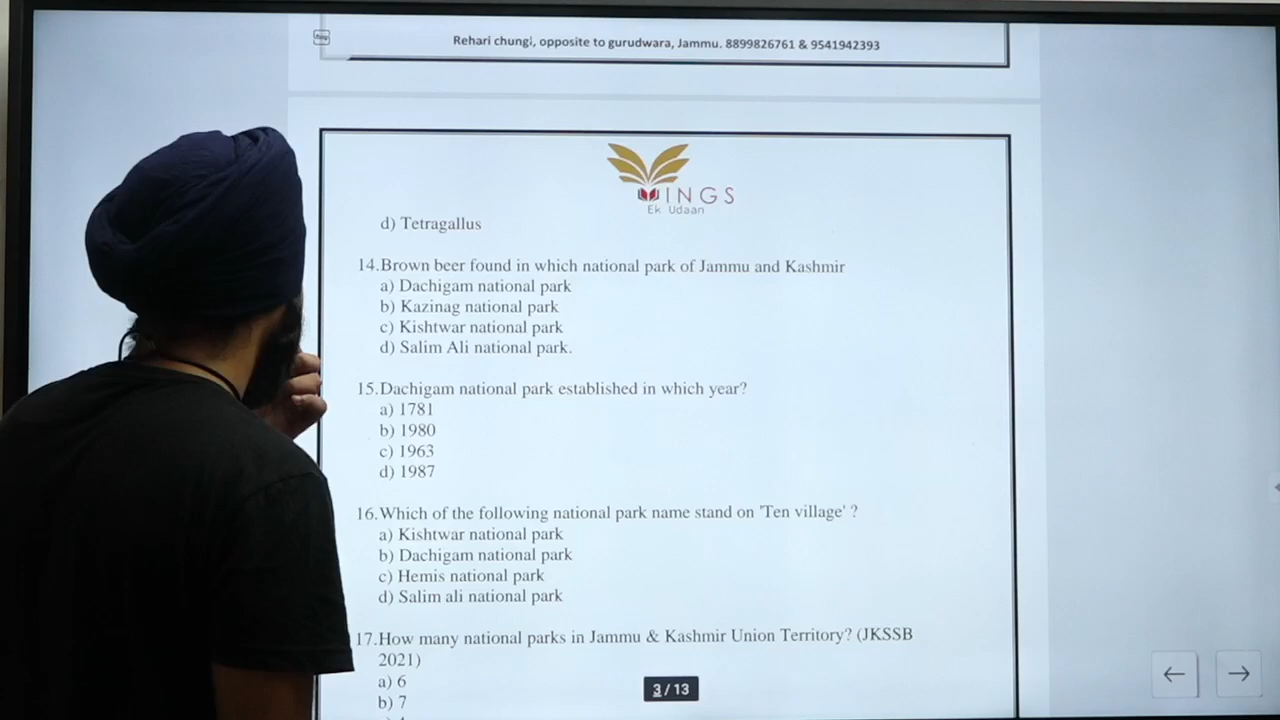 Rehari chungi, opposite to gurudwara, Jammu. 8899826761 & 9541942393
WINGS
Ek Udaan
d) Tetragallus
14.Brown beer found in which national park of Jammu and Kashmir
a) Dachigam national park
b) Kazinag national park
c) Kishtwar national park
d) Salim Ali national park.
15.Dachigam national park established in which year?
a) 1781
b) 1980
c) 1963
d) 1987
16.Which of the following national park name stand on 'Ten village' ?
a) Kishtwar national park
b) Dachigam national park
c) Hemis national park
d) Salim ali national park
17.How many national parks in Jammu & Kashmir Union Territory? (JKSSB
2021)
a) 6
b) 7
3 / 13